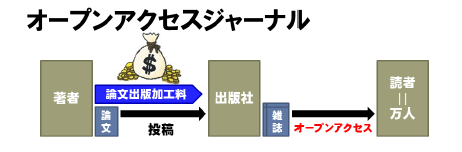 オープンアクセスジャーナル
$
著者
論文出版加工料
論文
投稿
出版社
雑誌
オープンアクセス
読者
||
万人